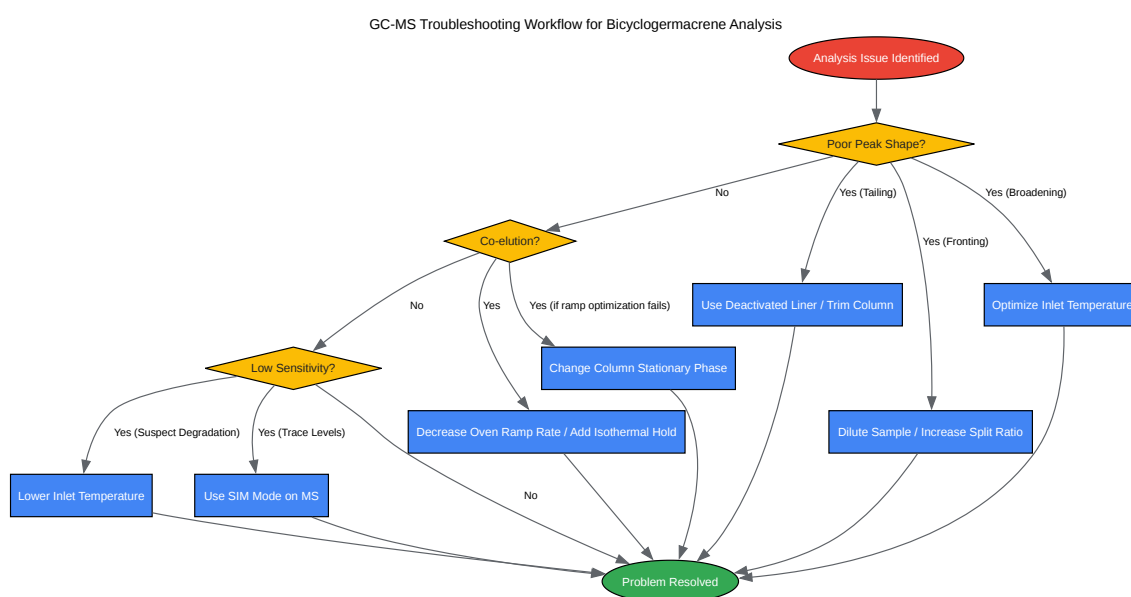 GC-MS Troubleshooting Workflow for Bicyclogermacrene Analysis
Analysis Issue Identified
Poor Peak Shape?
No
Yes (Tailing)
Yes (Broadening)
Yes (Fronting)
Co-elution?
No
Yes
Yes (if ramp optimization fails)
Use Deactivated Liner / Trim Column
Optimize Inlet Temperature
Low Sensitivity?
Change Column Stationary Phase
Yes (Suspect Degradation)
Yes (Trace Levels)
Decrease Oven Ramp Rate / Add Isothermal Hold
Dilute Sample / Increase Split Ratio
Lower Inlet Temperature
Use SIM Mode on MS
No
Problem Resolved